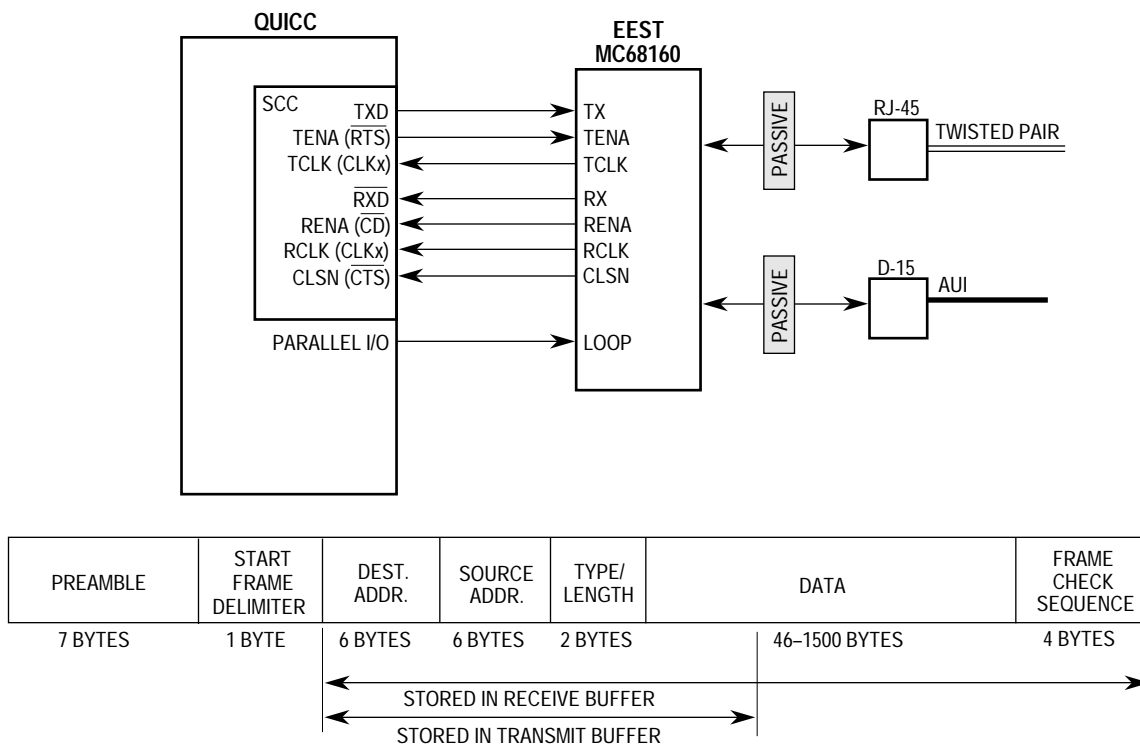 QUICC
EEST
MC68160
SCC
TXD
TENA (RTS)
TCLK (CLKx)
RXD
RENA (CD)
RCLK (CLKx)
CLSN (CTS)
PARALLEL I/O
TX
TENA
TCLK
RX
RENA
RCLK
CLSN
LOOP
PASSIVE
RJ-45
TWISTED PAIR
PASSIVE
D-15
AUI
PREAMBLE
START
FRAME
DELIMITER
DEST.
ADDR.
SOURCE
ADDR.
TYPE/
LENGTH
DATA
FRAME
CHECK
SEQUENCE
7 BYTES
1 BYTE
6 BYTES
6 BYTES
2 BYTES
46–1500 BYTES
4 BYTES
STORED IN RECEIVE BUFFER
STORED IN TRANSMIT BUFFER